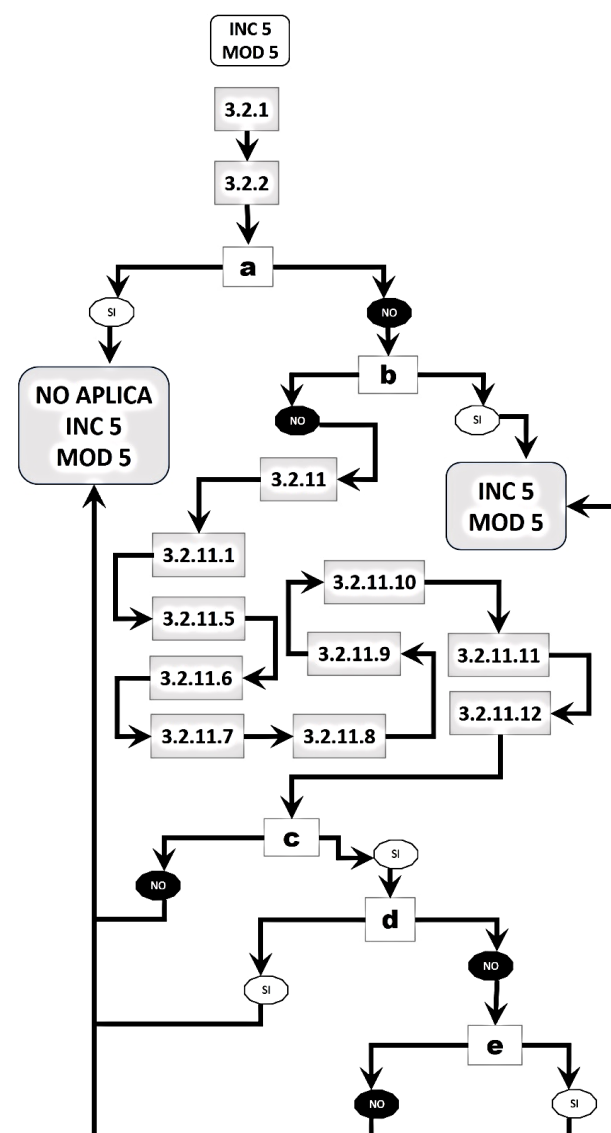 INC 5
MOD 5
3.2.1
3.2.2
a
SI
NO
NO APLICA
INC 5
MOD 5
b
NO
SI
3.2.11
INC 5
MOD 5
3.2.11.1
3.2.11.5
3.2.11.6
3.2.11.7
3.2.11.8
3.2.11.9
3.2.11.10
3.2.11.11
3.2.11.12
c
NO
SI
d
SI
NO
e
NO
SI